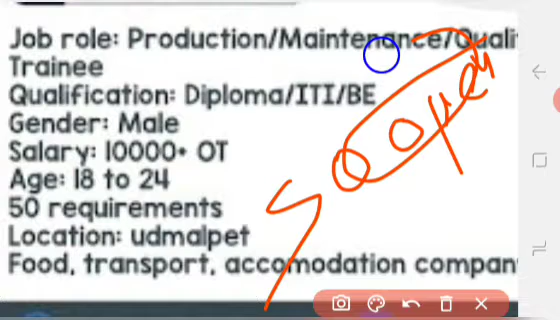 Job role: Production/Maintenance/Quali
Trainee
Qualification: Diploma/ITI/BE
Gender: Male
Salary: 10000+ OT
Age: 18 to 24
50 requirements
Location: udmalpet
Food, transport, accomodation compan